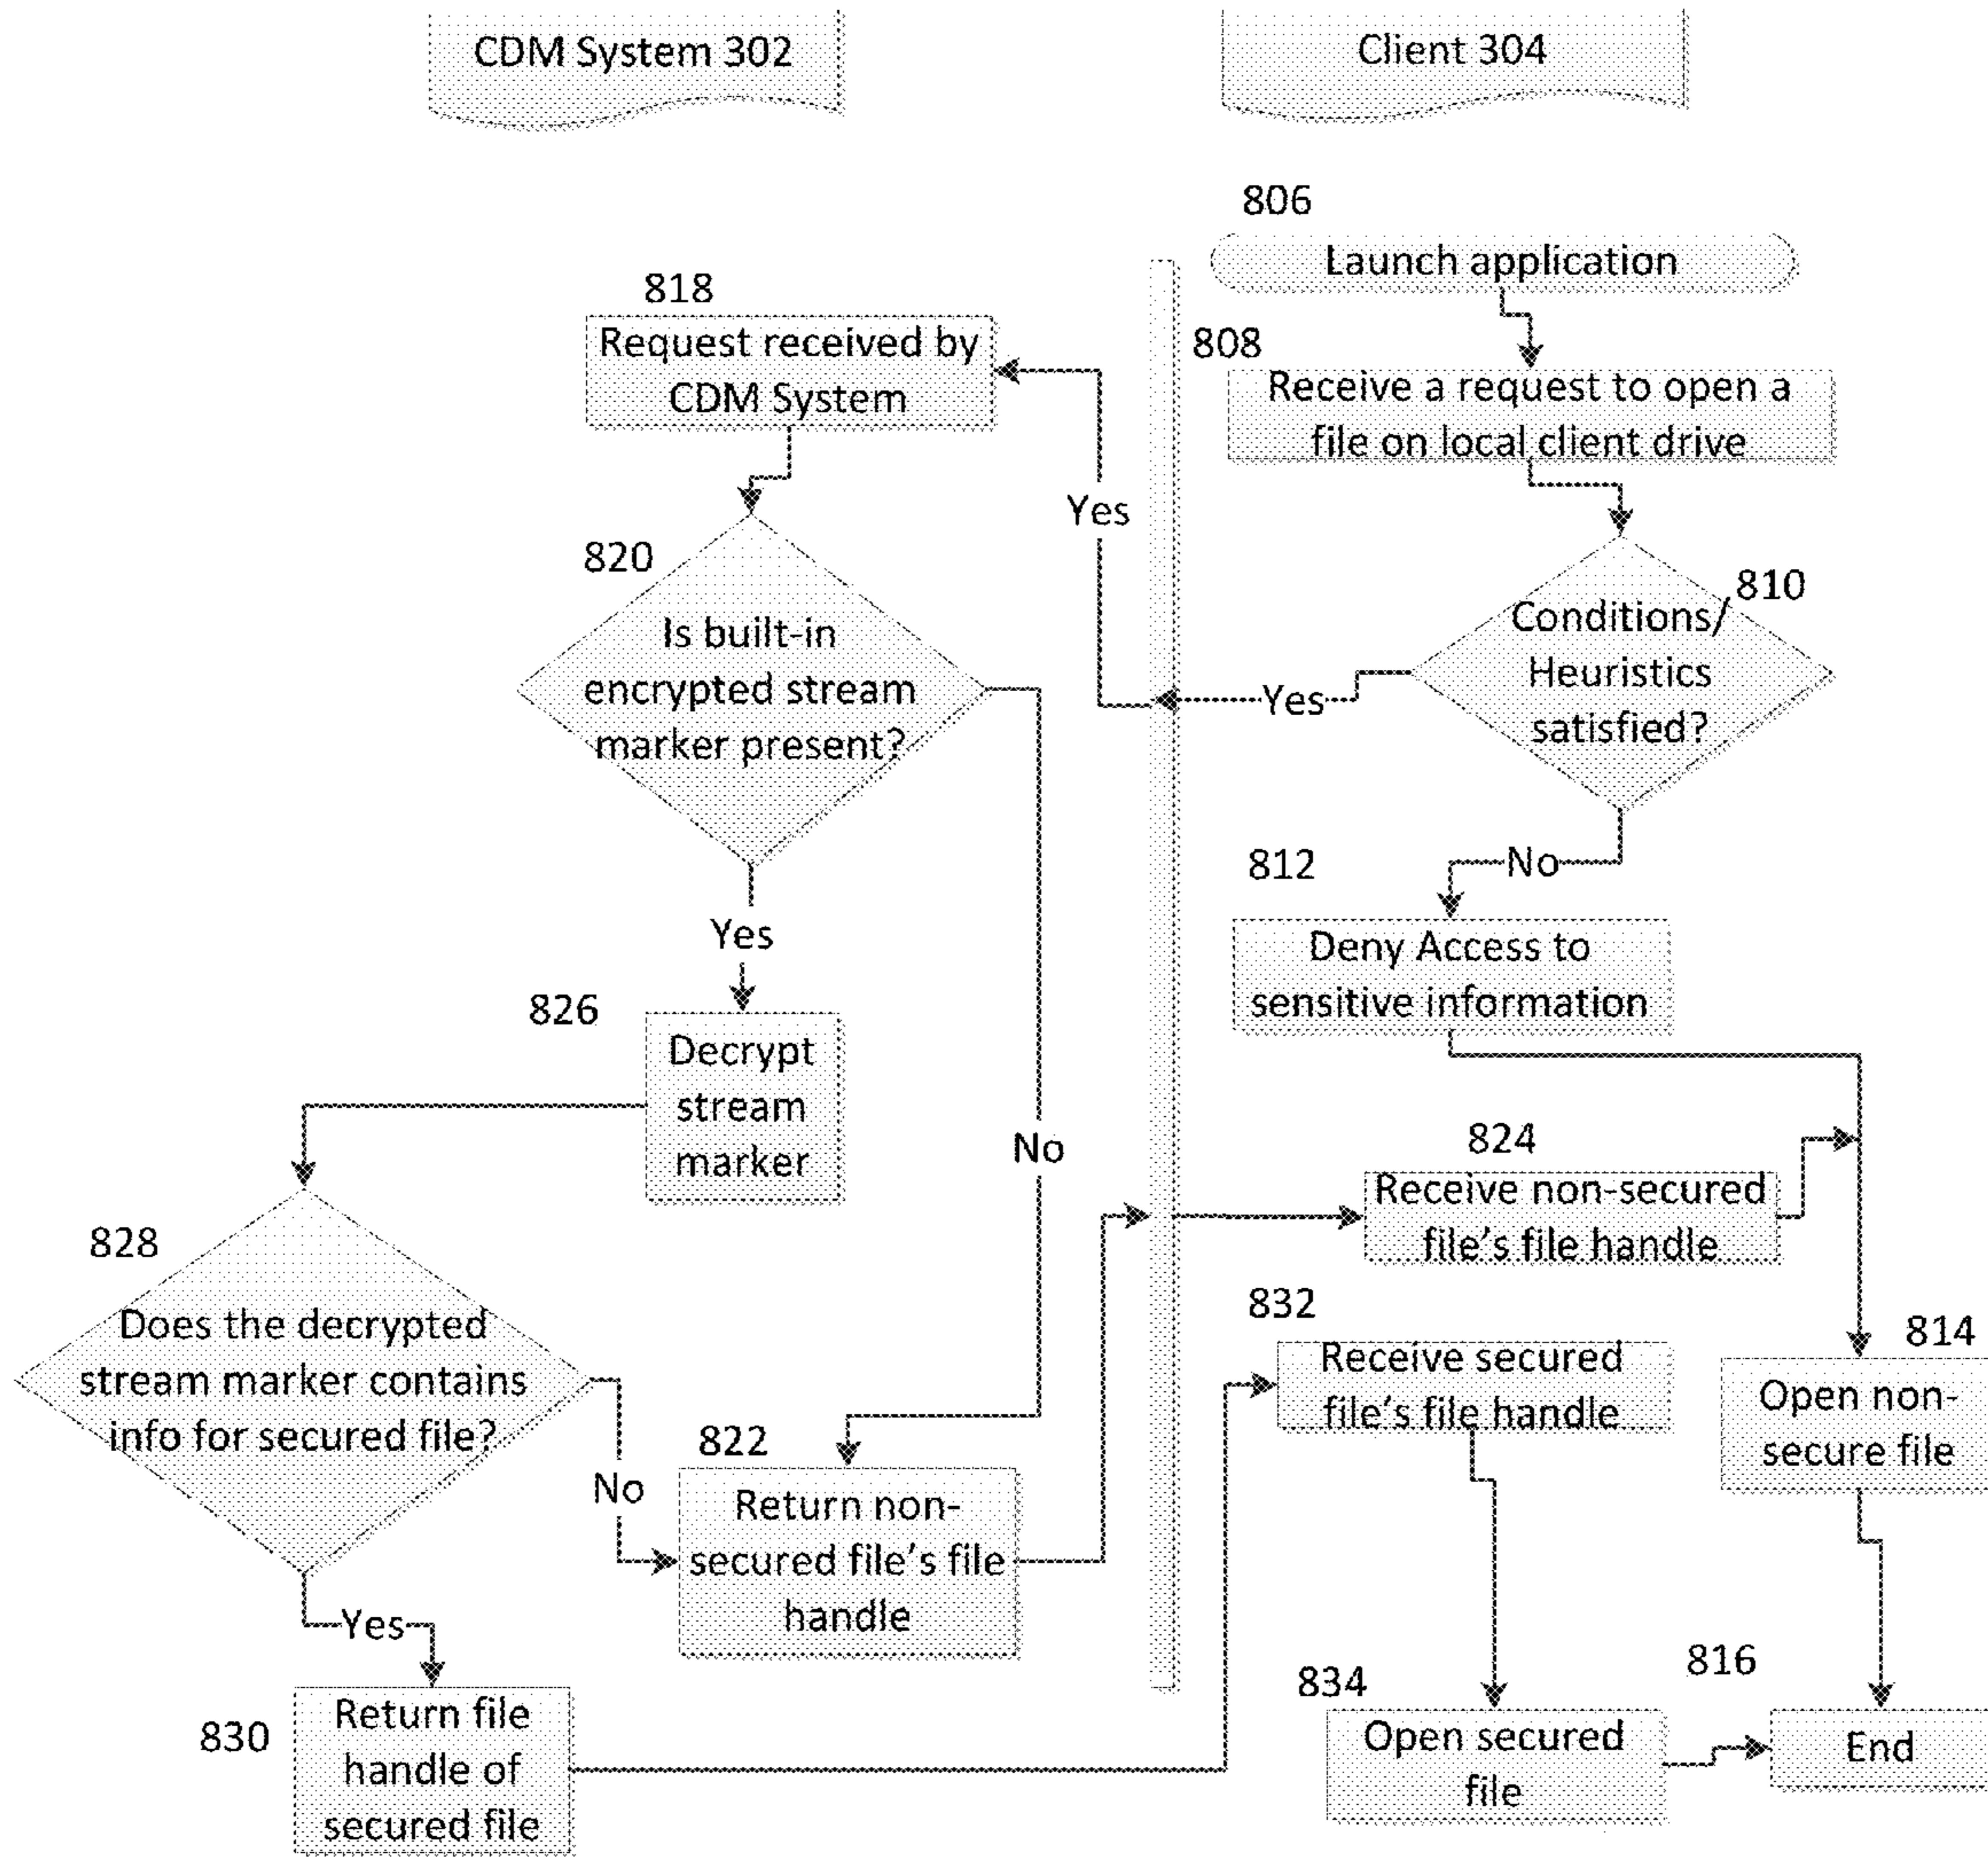 CDM System 302
Client 304
806
Launch application
818
Request received by
CDM System
808
Receive a request to open a
file on local client drive
Yes
820
Is built-in
encrypted stream
marker present?
810
Conditions/
Heuristics
satisfied?
Yes
812
No
Deny Access to
sensitive information
Yes
826
Decrypt
stream
marker
No
824
Receive non-secured
file's file handle
828
Does the decrypted
stream marker contains
info for secured file?
832
Receive secured
file's file handle
814
Open non-
secure file
No
822
Return non-
secured file's file
handle
Yes
830
Return file
handle of
secured file
834
Open secured
file
816
End